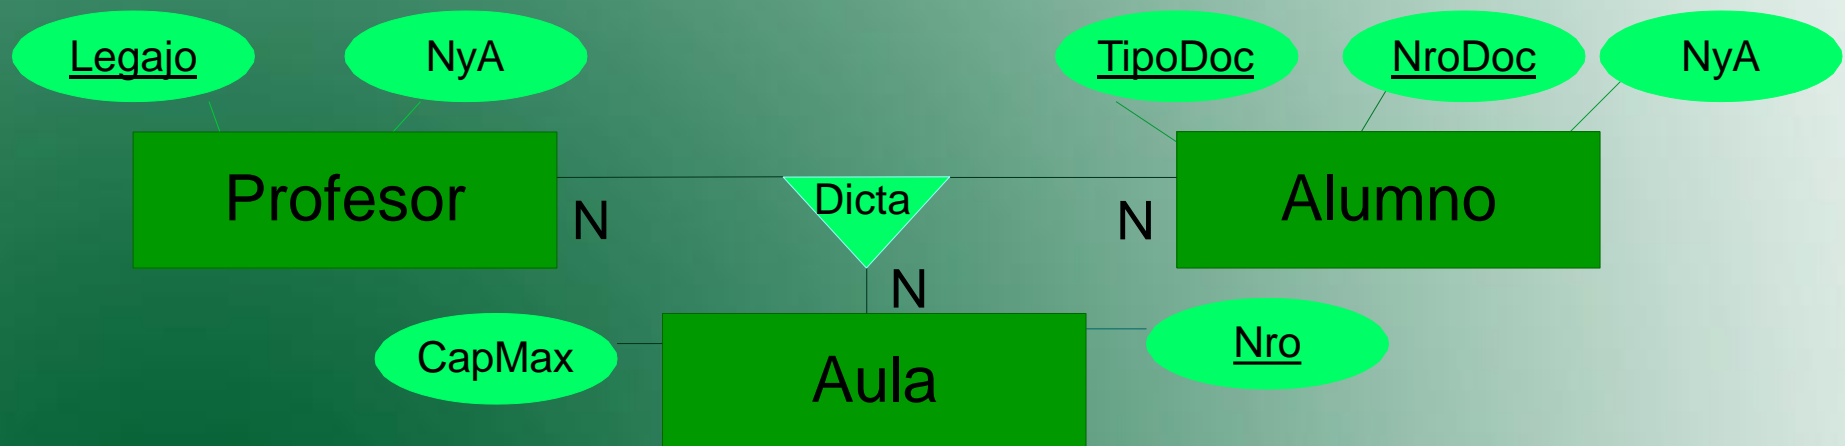 Legajo
NyA
TipoDoc
NroDoc
NyA
Profesor
N
Dicta
N
Alumno
N
CapMax
Aula
Nro